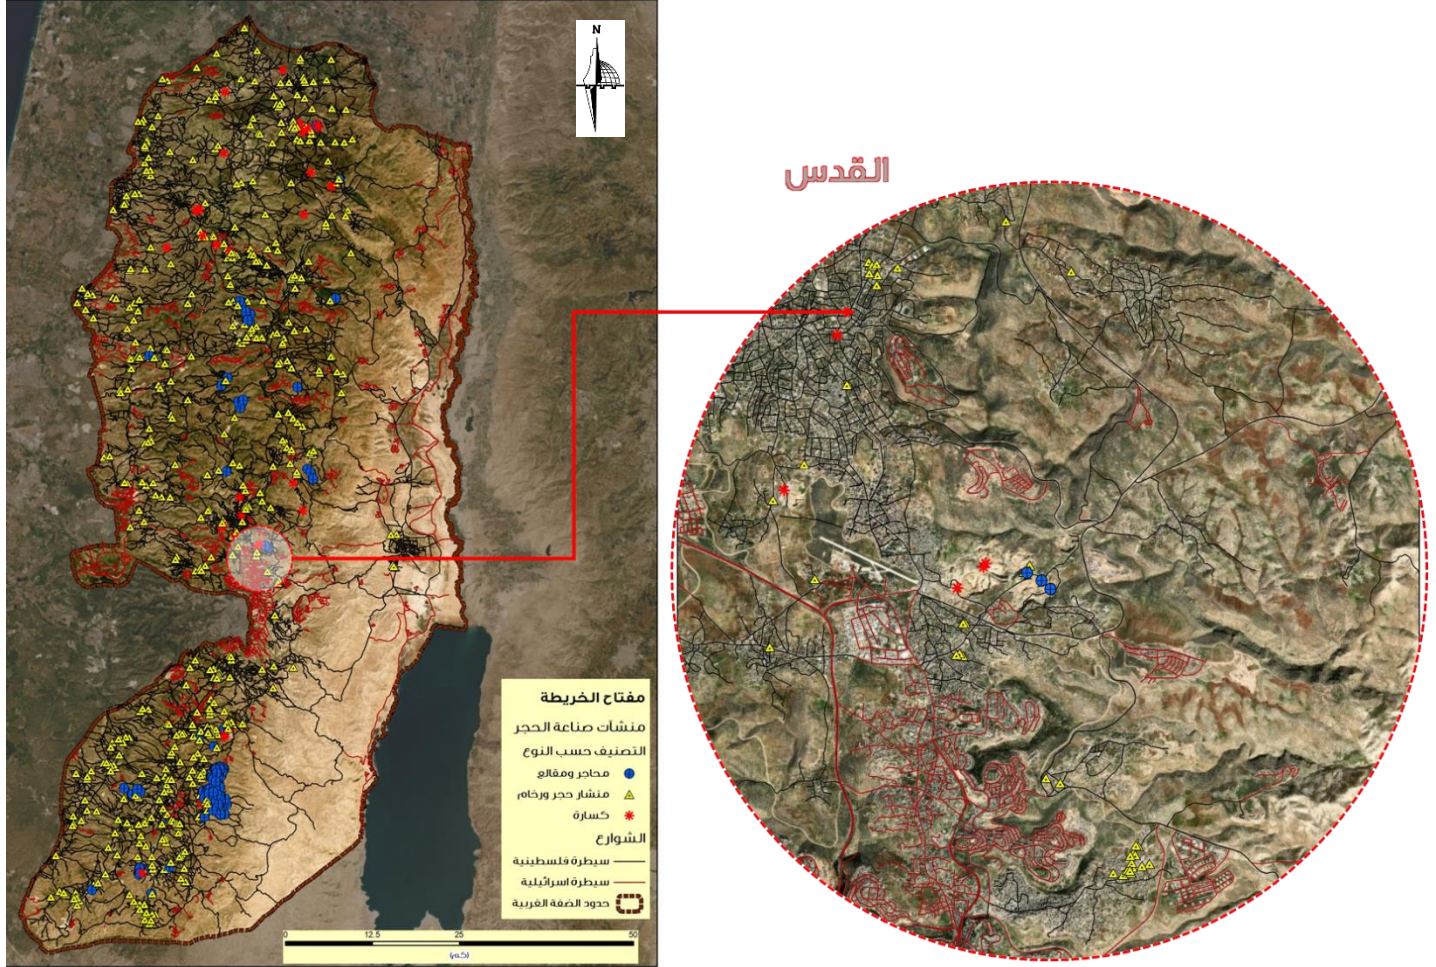 N
القدس
مفتاح الخريطة
منشآت صناعة الحجر
التصنيف حسب النوع
محاجر ومقالع
منشار حجر ورخام
كسارة
الشوارع
سيطرة فلسطينية
سيطرة اسرائيلية
حدود الضفة الغربية
0 12.5 25 50
(كم)